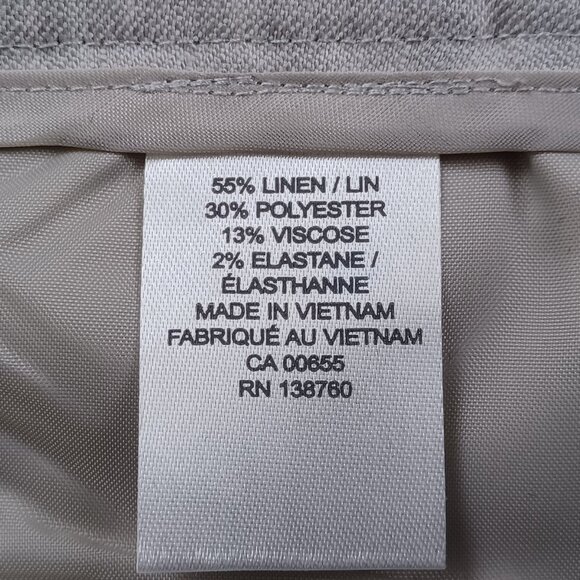 55% LINEN / LIN
30% POLYESTER
13% VISCOSE
2% ELASTANE /
ÉLASTHANNE
MADE IN VIETNAM
FABRIQUÉ AU VIETNAM
CA 00655
RN 138760